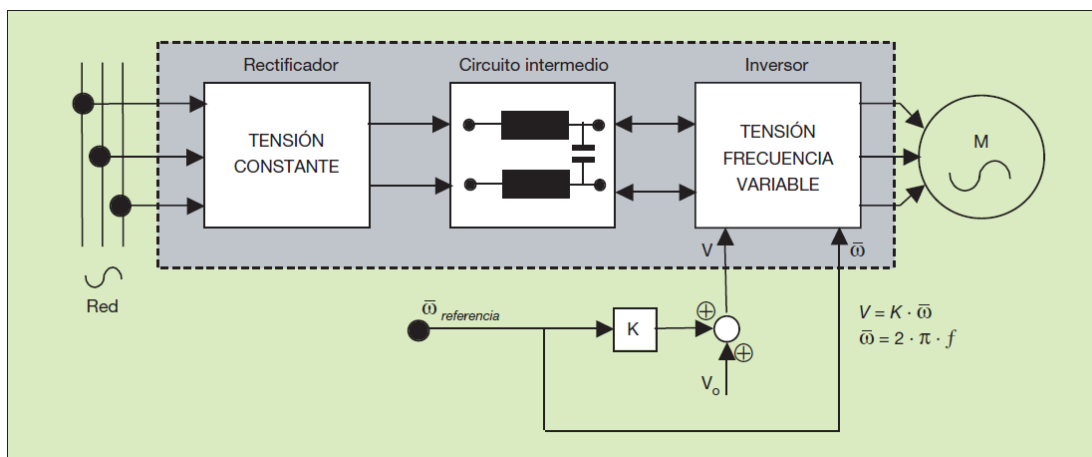 Rectificador
Circuito intermedio
Inversor
TENSIÓN
CONSTANTE
TENSIÓN
FRECUENCIA
VARIABLE
M
Red
V
ω̅
ω̅ referencia
K
V = K · ω̅
ω̅ = 2 · π · f
⊕
⊕
Vo